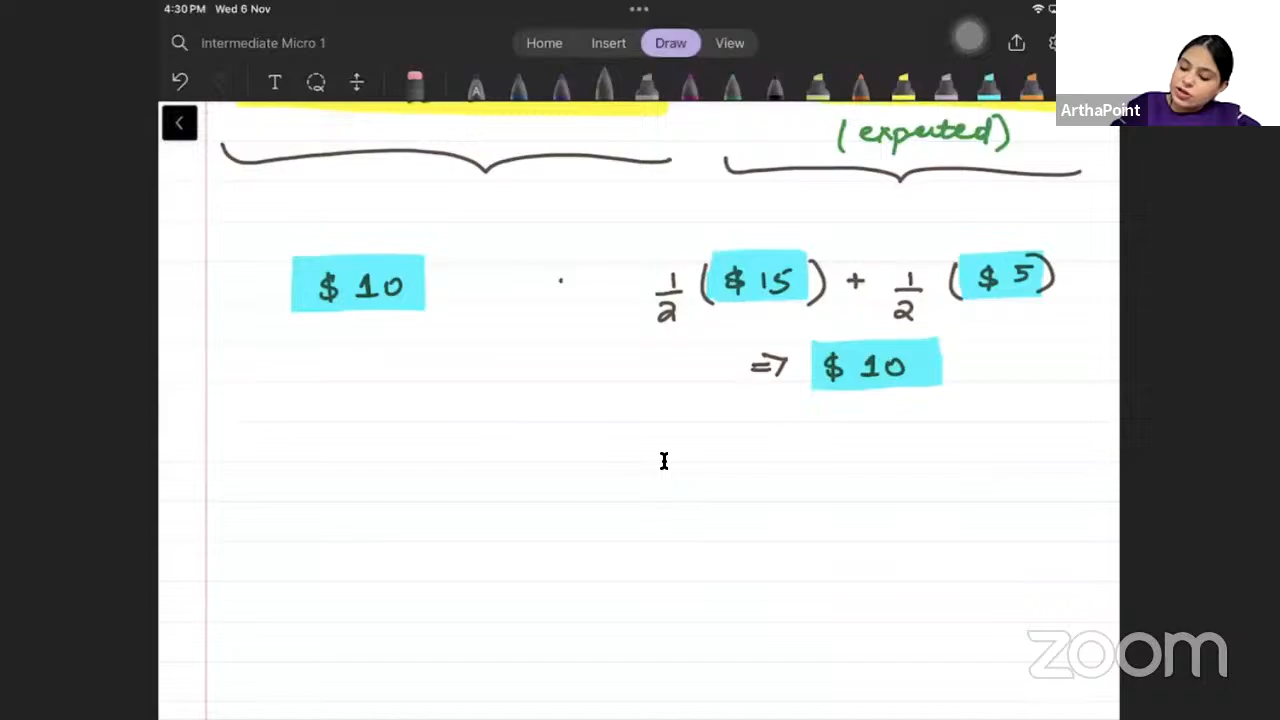 4:30 PM Wed 6 Nov
Intermediate Micro 1
Home Insert Draw View
T
A
ArthaPoint
(expected)
$ 10
1/2 ($ 15) + 1/2 ($ 5)
=> $ 10
zoom